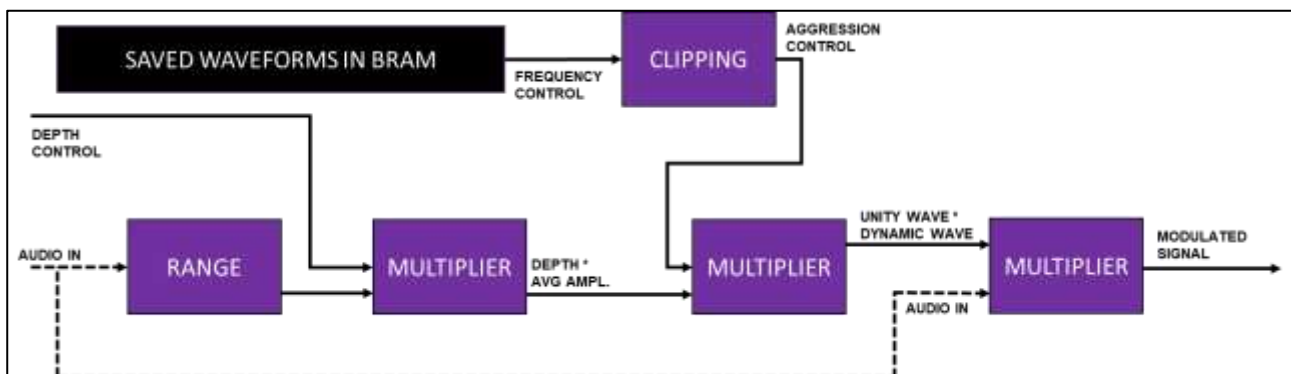 SAVED WAVEFORMS IN BRAM
FREQUENCY
CONTROL
CLIPPING
AGGRESSION
CONTROL
DEPTH
CONTROL
AUDIO IN
RANGE
MULTIPLIER
DEPTH *
AVG AMPL.
MULTIPLIER
UNITY WAVE *
DYNAMIC WAVE
AUDIO IN
MULTIPLIER
MODULATED
SIGNAL